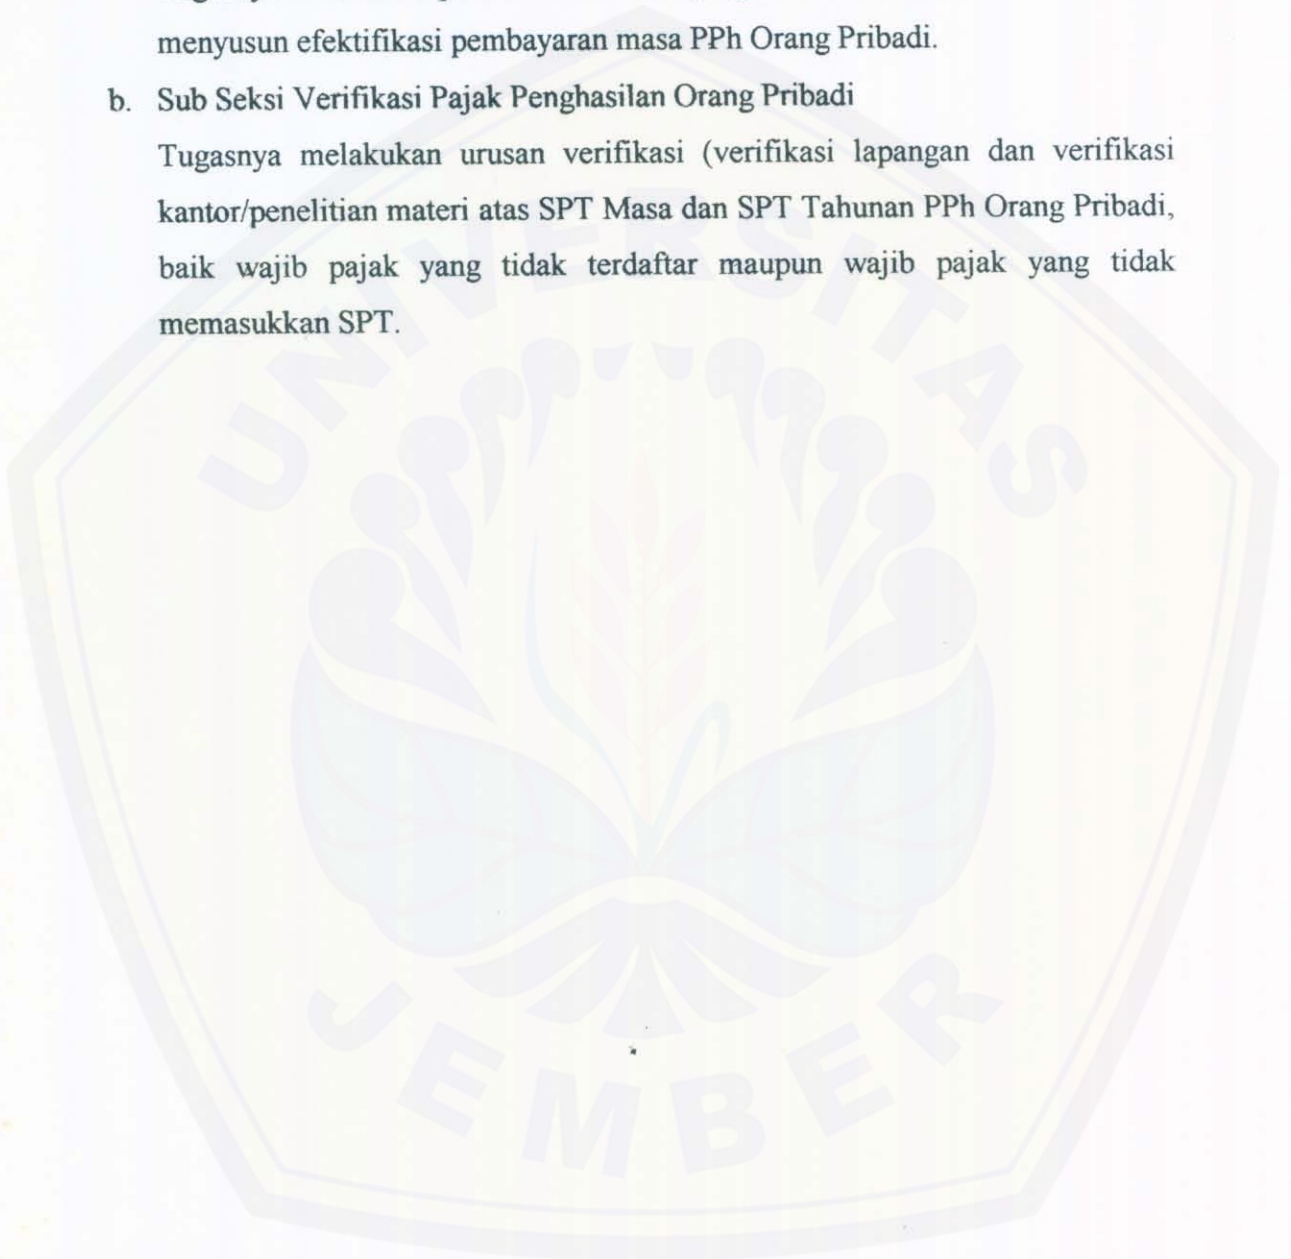 menyusun efektifikasi pembayaran masa PPh Orang Pribadi.
b. Sub Seksi Verifikasi Pajak Penghasilan Orang Pribadi
Tugasnya melakukan urusan verifikasi (verifikasi lapangan dan verifikasi
kantor/penelitian materi atas SPT Masa dan SPT Tahunan PPh Orang Pribadi,
baik wajib pajak yang tidak terdaftar maupun wajib pajak yang tidak
memasukkan SPT.
UNIVERSITAS
JEMBER